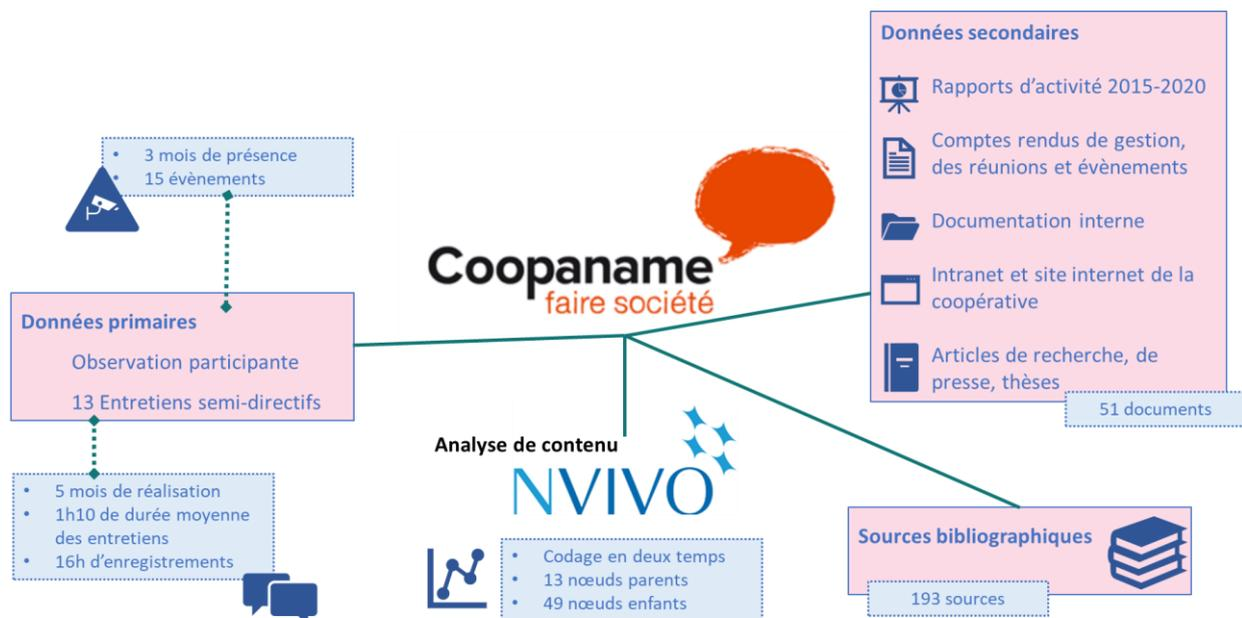 3 mois de présence
15 évènements
Données primaires
Observation participante
13 Entretiens semi-directifs
5 mois de réalisation
1h10 de durée moyenne
des entretiens
16h d'enregistrements
Coopaname
faire société
Analyse de contenu
NVIVO
Codage en deux temps
13 nœuds parents
49 nœuds enfants
Données secondaires
Rapports d'activité 2015-2020
Comptes rendus de gestion,
des réunions et évènements
Documentation interne
Intranet et site internet de la
coopérative
Articles de recherche, de
presse, thèses
51 documents
Sources bibliographiques
193 sources